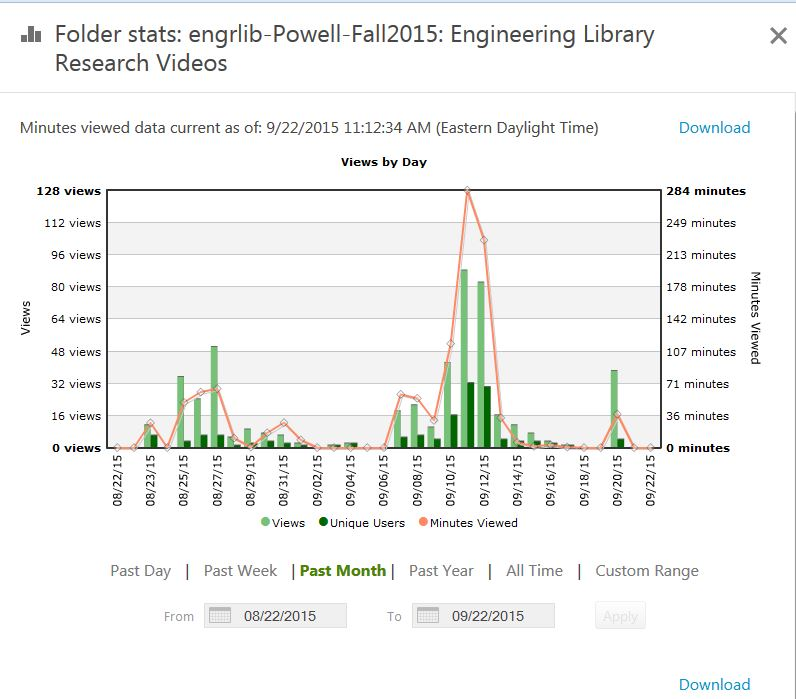 Folder stats: engrlib-Powell-Fall2015: Engineering Library
Research Videos
Minutes viewed data current as of: 9/22/2015 11:12:34 AM (Eastern Daylight Time)
Download
Views by Day
128 views
112 views
96 views
80 views
64 views
48 views
32 views
16 views
0 views
Views
284 minutes
249 minutes
213 minutes
178 minutes
142 minutes
107 minutes
71 minutes
36 minutes
0 minutes
Minutes Viewed
08/22/15
08/23/15
08/25/15
08/27/15
08/29/15
08/31/15
09/02/15
09/04/15
09/06/15
09/08/15
09/10/15
09/12/15
09/14/15
09/16/15
09/18/15
09/20/15
09/22/15
Views Unique Users Minutes Viewed
Past Day | Past Week | Past Month | Past Year | All Time | Custom Range
From 08/22/2015 To 09/22/2015 Apply
Download